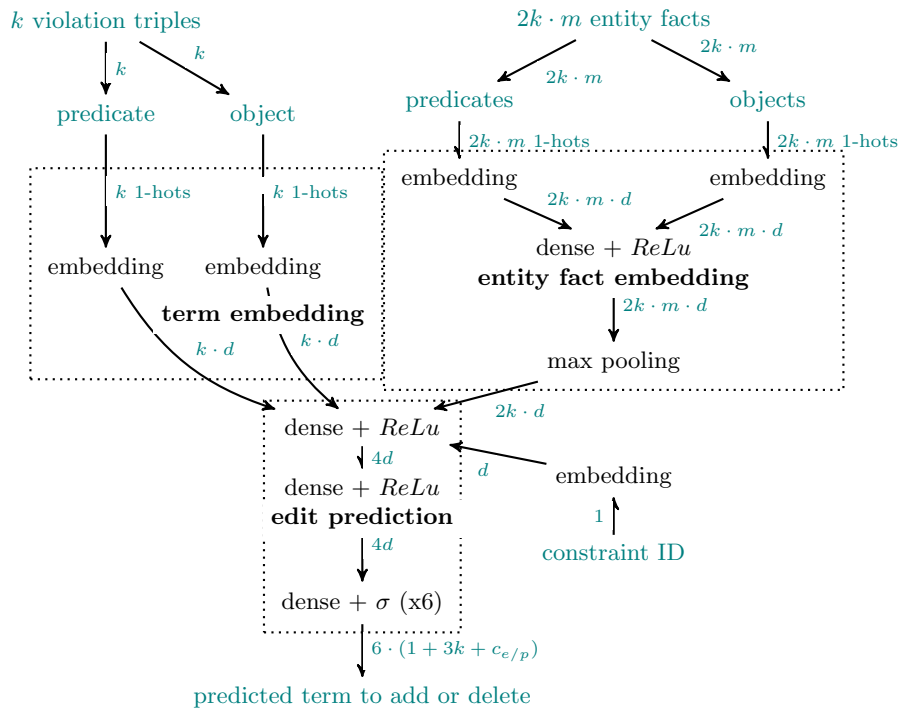 k violation triples
2k · m entity facts
k
k
2k · m
2k · m
predicate
object
predicates
objects
2k · m 1-hots
2k · m 1-hots
k 1-hots
k 1-hots
embedding
embedding
2k · m · d
2k · m · d
dense + ReLu
entity fact embedding
embedding
embedding
term embedding
2k · m · d
k · d
k · d
max pooling
2k · d
dense + ReLu
4d
d
embedding
dense + ReLu
edit prediction
1
4d
constraint ID
dense + σ (x6)
6 · (1 + 3k + c_{e/p})
predicted term to add or delete